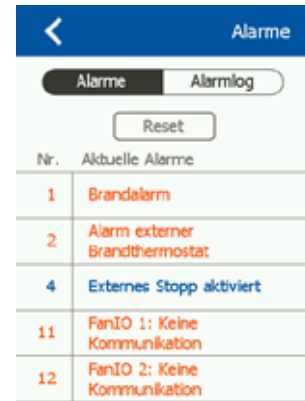 Alarme
Alarme Alarmlog
Reset
Nr. Aktuelle Alarme
1 Brandalarm
2 Alarm externer
Brandthermostat
4 Externes Stopp aktiviert
11 FanIO 1: Keine
Kommunikation
12 FanIO 2: Keine
Kommunikation